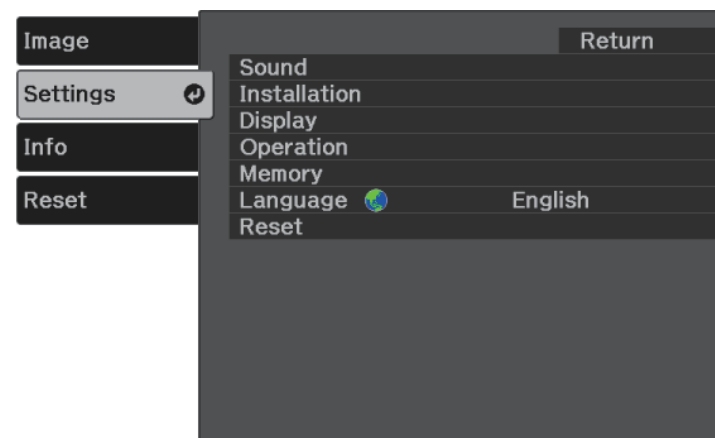 Image
Settings
Info
Reset
Return
Sound
Installation
Display
Operation
Memory
Language English
Reset